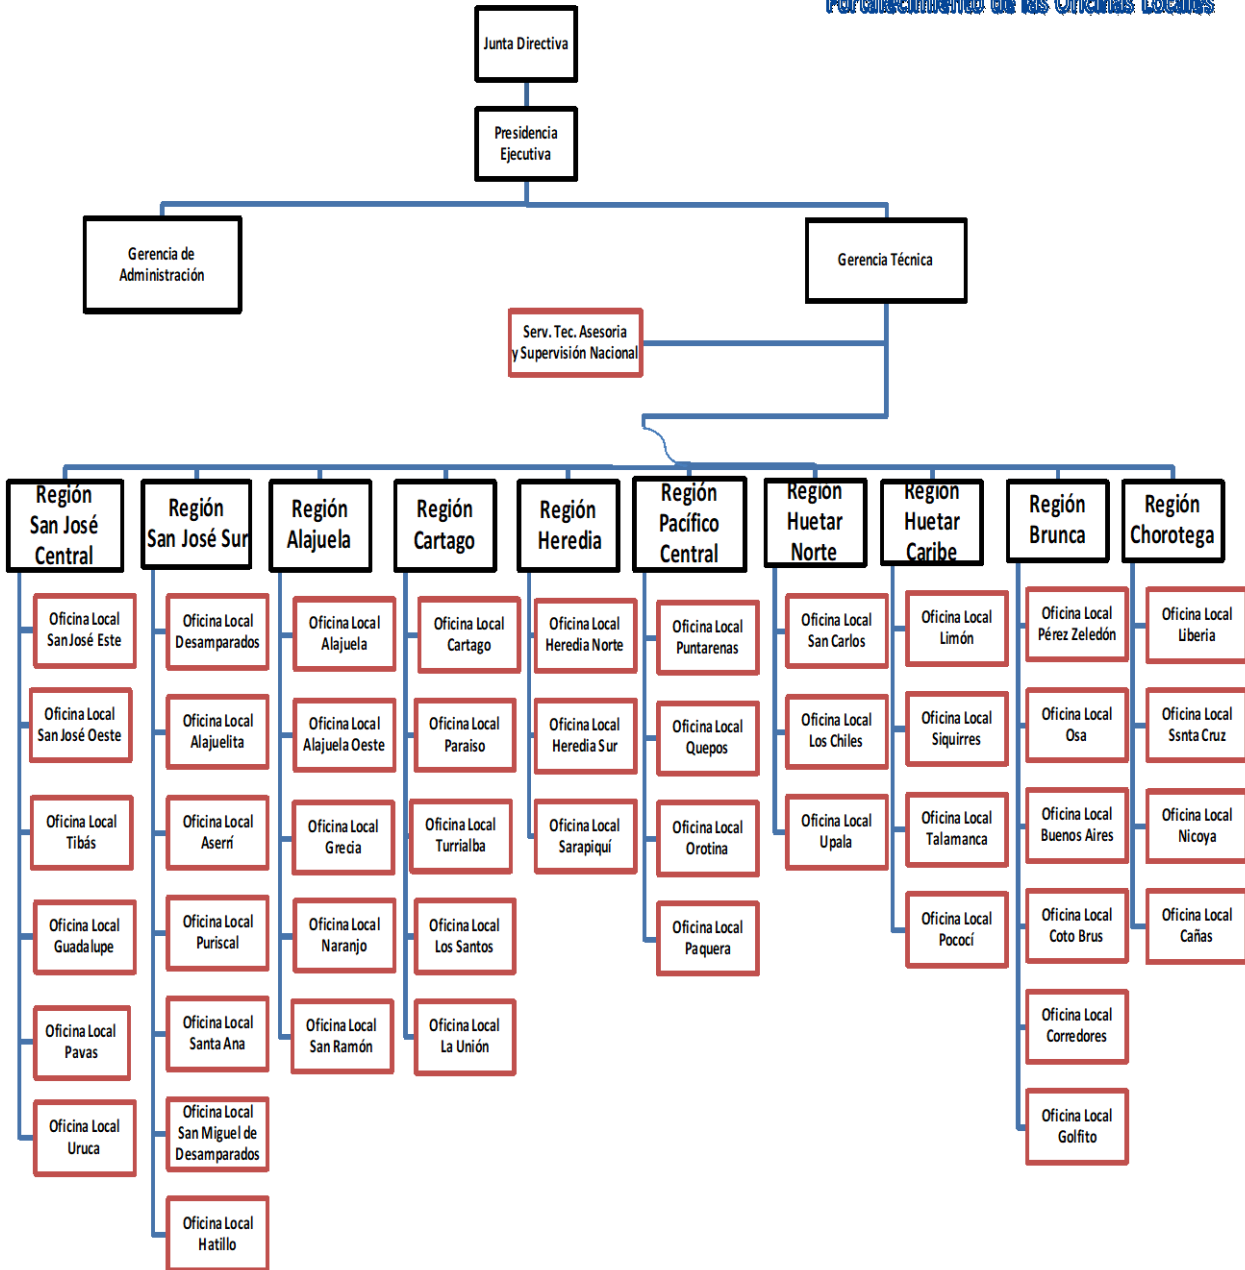 Fortalecimiento de las Oficinas Locales
Junta Directiva
Presidencia
Ejecutiva
Gerencia de
Administración
Gerencia Técnica
Serv. Tec. Asesoria
y Supervisión Nacional
Región
San José
Central
Región
San José Sur
Región
Alajuela
Región
Cartago
Región
Heredia
Región
Pacífico
Central
Región
Huetar
Norte
Región
Huetar
Caribe
Región
Brunca
Región
Chorotega
Oficina Local
San José Este
Oficina Local
San José Oeste
Oficina Local
Tibás
Oficina Local
Guadalupe
Oficina Local
Pavas
Oficina Local
Uruca
Oficina Local
Desamparados
Oficina Local
Alajuelita
Oficina Local
Aserrí
Oficina Local
Puriscal
Oficina Local
Santa Ana
Oficina Local
San Miguel de
Desamparados
Oficina Local
Hatillo
Oficina Local
Alajuela
Oficina Local
Alajuela Oeste
Oficina Local
Grecia
Oficina Local
Naranjo
Oficina Local
San Ramón
Oficina Local
Cartago
Oficina Local
Paraiso
Oficina Local
Turrialba
Oficina Local
Los Santos
Oficina Local
La Unión
Oficina Local
Heredia Norte
Oficina Local
Heredia Sur
Oficina Local
Sarapiquí
Oficina Local
Puntarenas
Oficina Local
Quepos
Oficina Local
Orotina
Oficina Local
Paquera
Oficina Local
San Carlos
Oficina Local
Los Chiles
Oficina Local
Upala
Oficina Local
Limón
Oficina Local
Siquirres
Oficina Local
Talamanca
Oficina Local
Pococí
Oficina Local
Pérez Zeledón
Oficina Local
Osa
Oficina Local
Buenos Aires
Oficina Local
Coto Brus
Oficina Local
Corredores
Oficina Local
Golfito
Oficina Local
Liberia
Oficina Local
Ssnta Cruz
Oficina Local
Nicoya
Oficina Local
Cañas